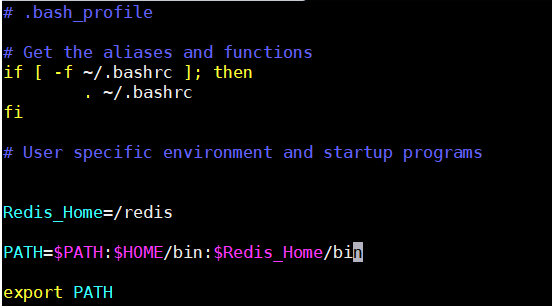 # .bash_profile
# Get the aliases and functions
if [ -f ~/.bashrc ]; then
        . ~/.bashrc
fi
# User specific environment and startup programs
Redis_Home=/redis
PATH=$PATH:$HOME/bin:$Redis_Home/bin
export PATH